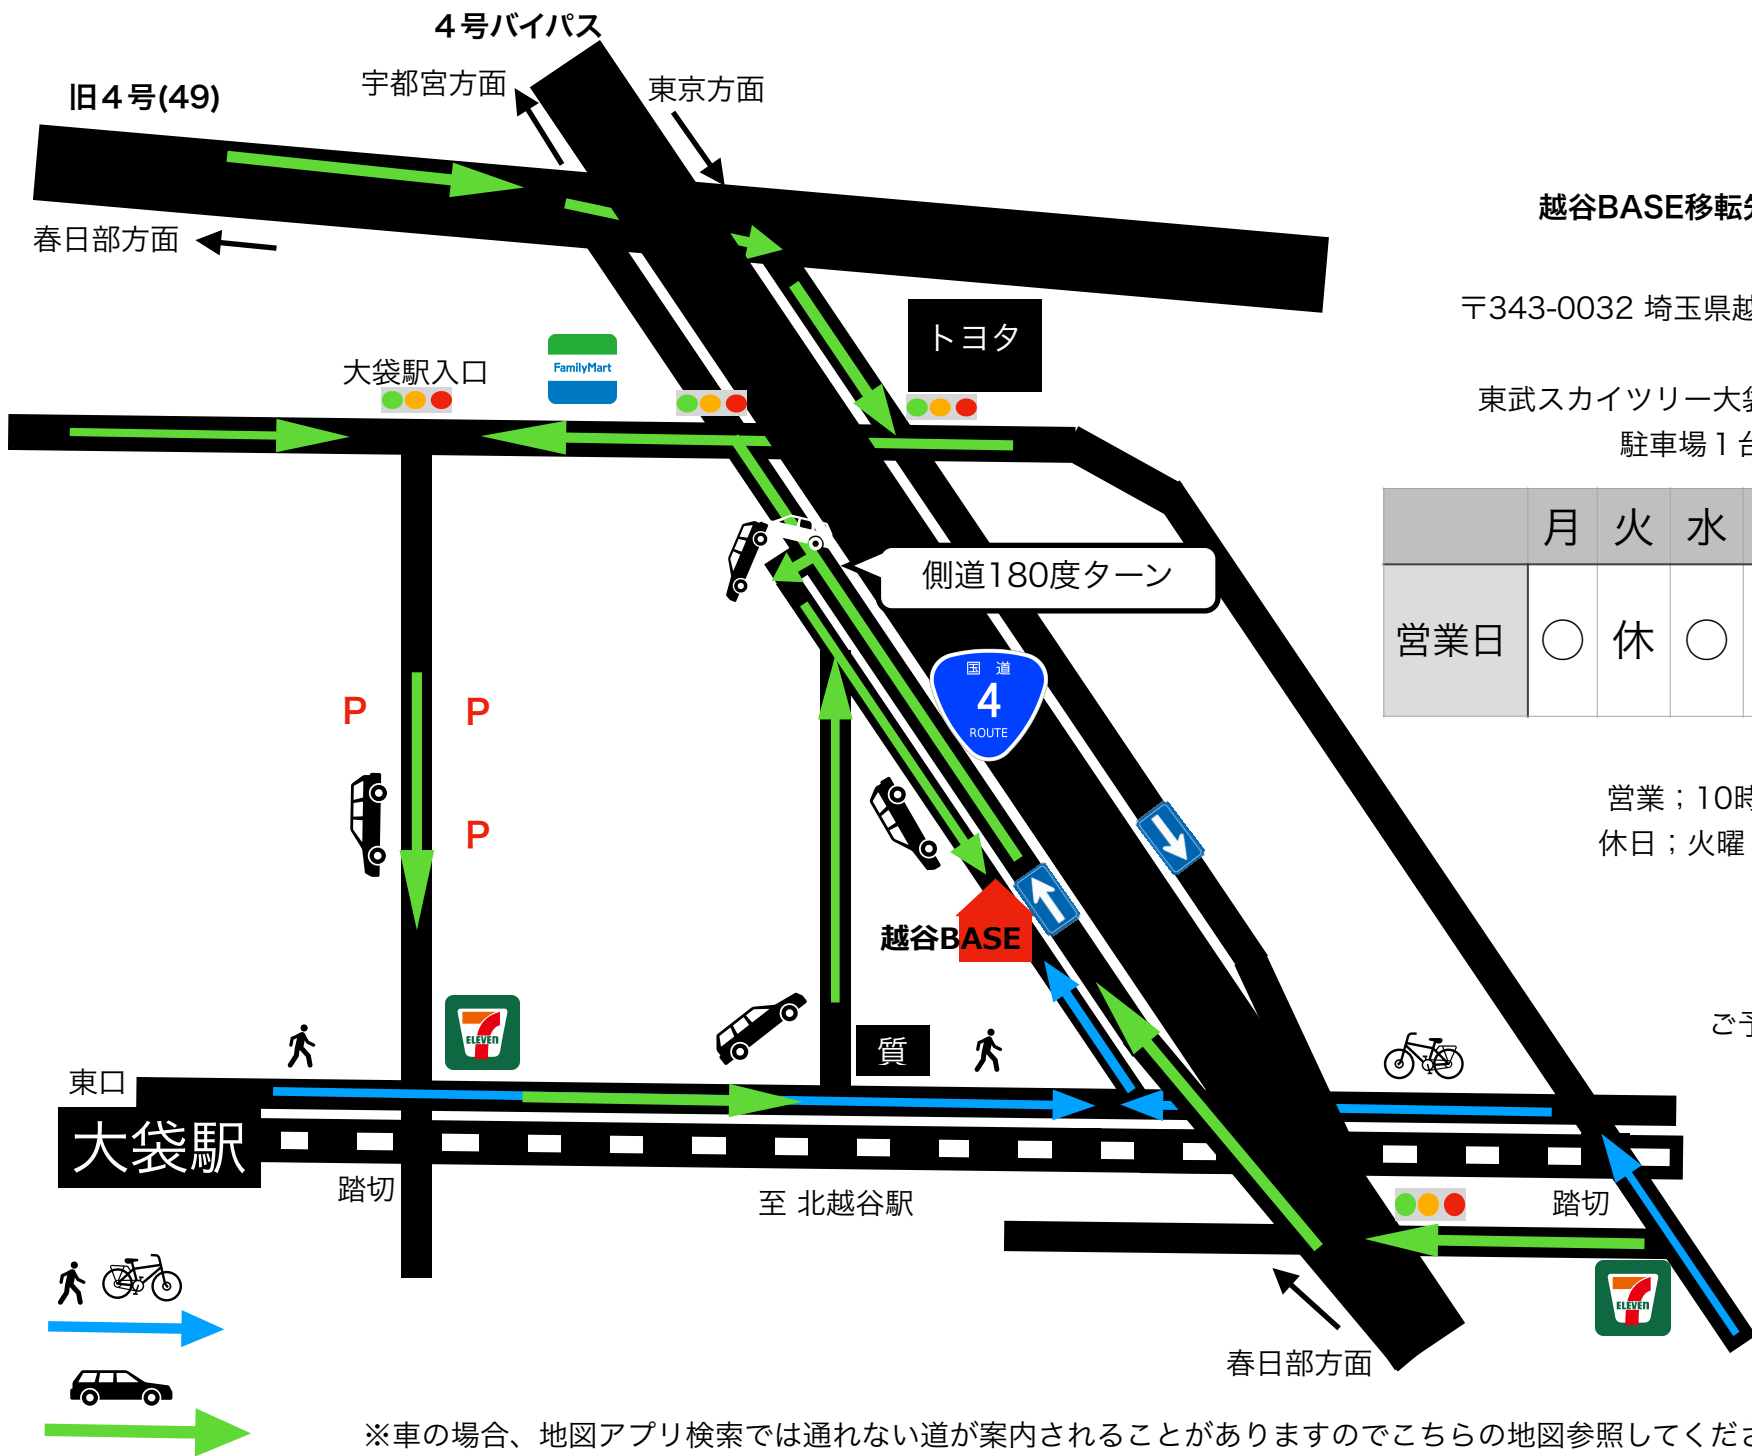 ４号バイパス
宇都宮方面
東京方面
旧４号(49)
春日部方面
越谷BASE移転
〒343-0032 埼玉県越
トヨタ
大袋駅入口
FamilyMart
東武スカイツリー大袋
駐車場１台
月 火 水
営業日 ○ 休 ○
側道180度ターン
国 道
4
ROUTE
P P
P
営業；10時
休日；火曜
越谷BASE
ELEVEN
質
ご予
東口
大袋駅
踏切
至 北越谷駅
踏切
ELEVEN
春日部方面
※車の場合、地図アプリ検索では通れない道が案内されることがありますのでこちらの地図参照してくださ